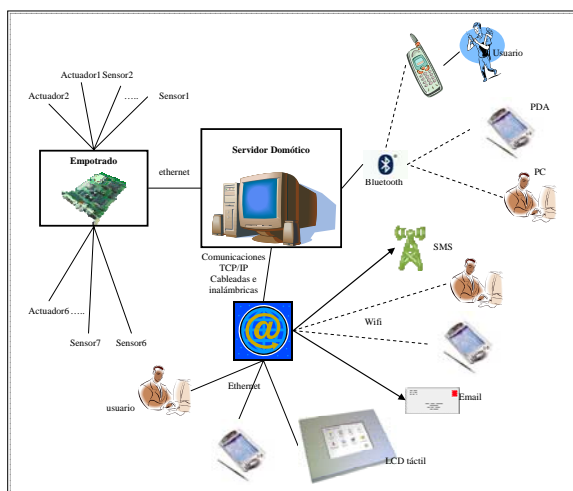 Actuador1 Sensor2
Actuador2
.....
Sensor1
Usuario
PDA
Empotrado
ethernet
Servidor Domótico
Bluetooth
PC
Comunicaciones
TCP/IP
Cableadas e
inalámbricas
SMS
Actuador6 .....
Sensor7
Sensor6
@
Wifi
usuario
Ethernet
Email
LCD táctil